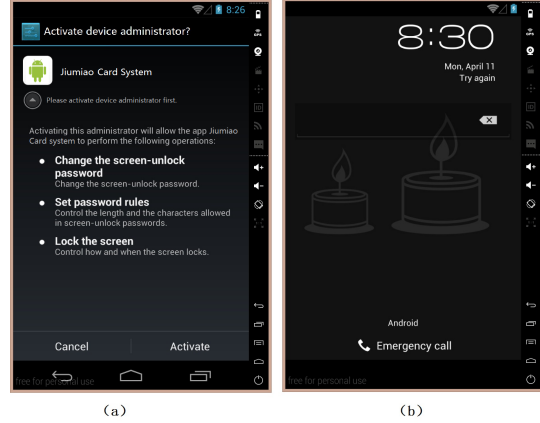 8:26
Activate device administrator?
Jiumiao Card System
Please activate device administrator first.
Activating this administrator will allow the app Jiumiao
Card system to perform the following operations:
Change the screen-unlock
password
Change the screen-unlock password.
Set password rules
Control the length and the characters allowed
in screen-unlock passwords.
Lock the screen
Control how and when the screen locks.
Cancel
Activate
free for personal use
GPS
(a)
8:30
Mon, April 11
Try again
Android
Emergency call
free for personal use
GPS
ID
(b)